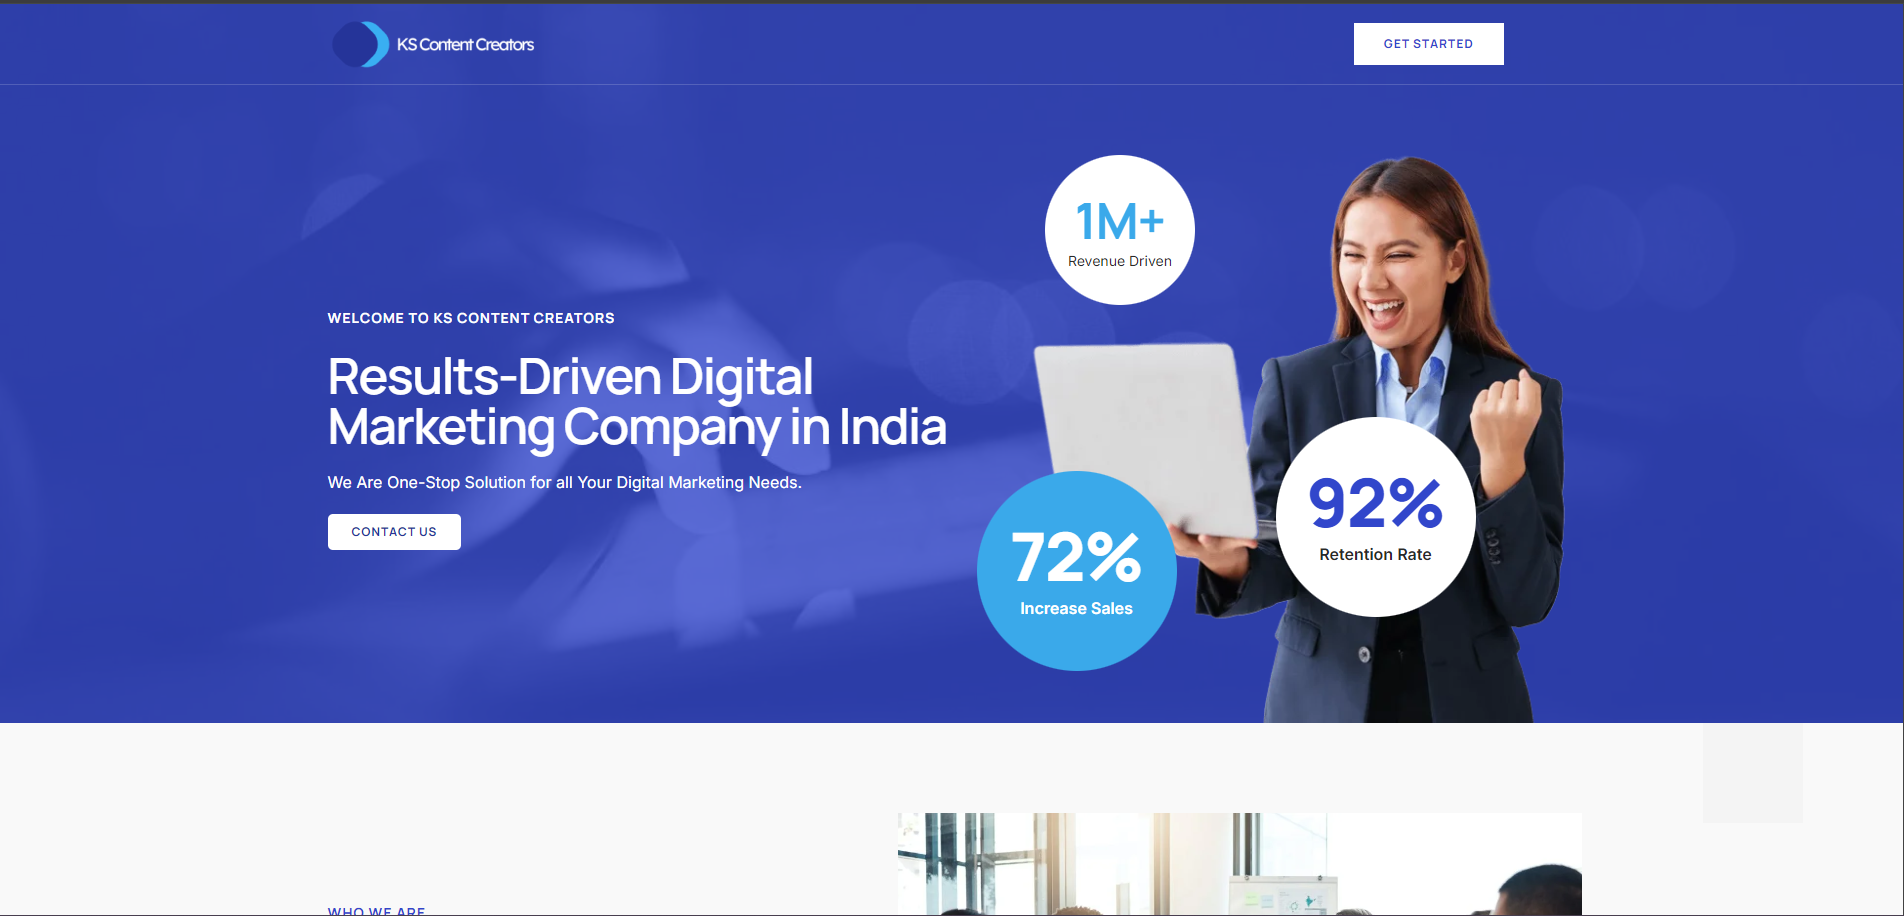 KS Content Creators
GET STARTED
1M+
Revenue Driven
WELCOME TO KS CONTENT CREATORS
Results-Driven Digital
Marketing Company in India
We Are One-Stop Solution for all Your Digital Marketing Needs.
CONTACT US
92%
Retention Rate
72%
Increase Sales
WHO WE ARE